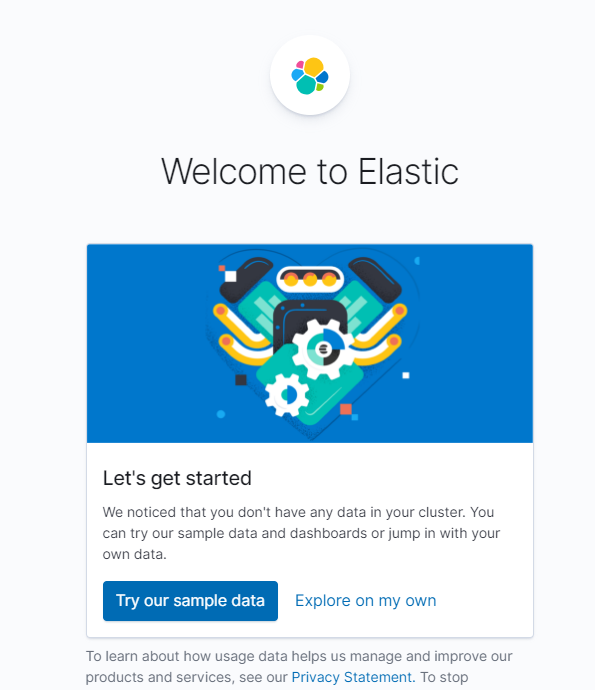 Welcome to Elastic
Let's get started
We noticed that you don't have any data in your cluster. You
can try our sample data and dashboards or jump in with your
own data.
Try our sample data
Explore on my own
To learn about how usage data helps us manage and improve our
products and services, see our Privacy Statement. To stop